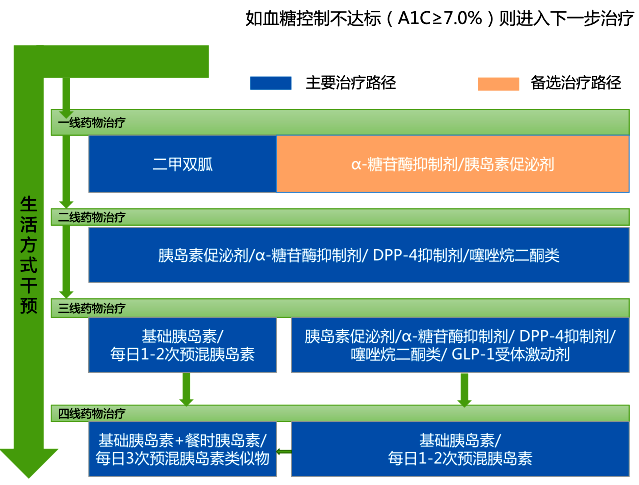 如血糖控制不达标（A1C≥7.0%）则进入下一步治疗
主要治疗路径
备选治疗路径
生活方式干预
一线药物治疗
二甲双胍
α-糖苷酶抑制剂/胰岛素促泌剂
二线药物治疗
胰岛素促泌剂/α-糖苷酶抑制剂/ DPP-4抑制剂/噻唑烷二酮类
三线药物治疗
基础胰岛素/
每日1-2次预混胰岛素
胰岛素促泌剂/α-糖苷酶抑制剂/ DPP-4抑制剂/
噻唑烷二酮类/ GLP-1受体激动剂
四线药物治疗
基础胰岛素+餐时胰岛素/
每日3次预混胰岛素类似物
基础胰岛素/
每日1-2次预混胰岛素